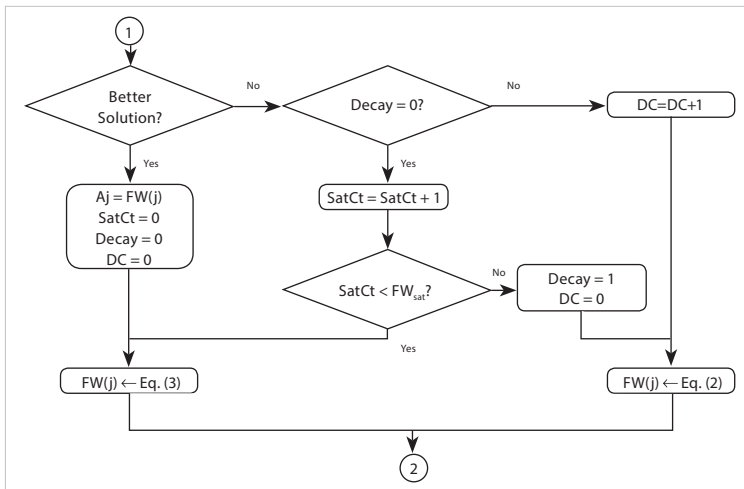 1
Better
Solution?
No
Decay = 0?
No
DC=DC+1
Yes
Yes
Aj = FW(j)
SatCt = 0
Decay = 0
DC = 0
SatCt = SatCt + 1
SatCt < FWsat?
No
Decay = 1
DC = 0
Yes
FW(j) ← Eq. (3)
FW(j) ← Eq. (2)
2